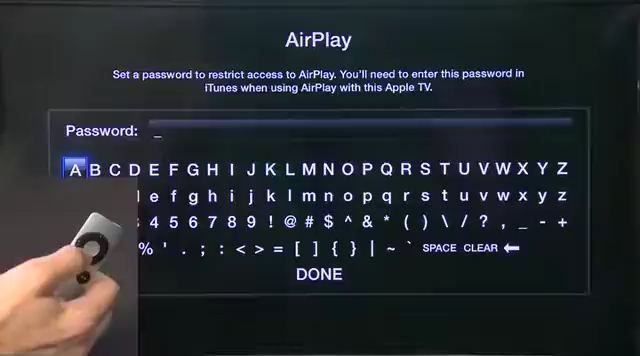 AirPlay
Set a password to restrict access to AirPlay. You'll need to enter this password in
iTunes when using AirPlay with this Apple TV.
Password: _
A B C D E F G H I J K L M N O P Q R S T U V W X Y Z
e f g h i j k l m n o p q r s t u v w x y z
4 5 6 7 8 9 ! @ # $ ^ & * ( ) \ / ? , _ - +
% ' . ; : < > = [ ] { } | ~ ` SPACE CLEAR
DONE